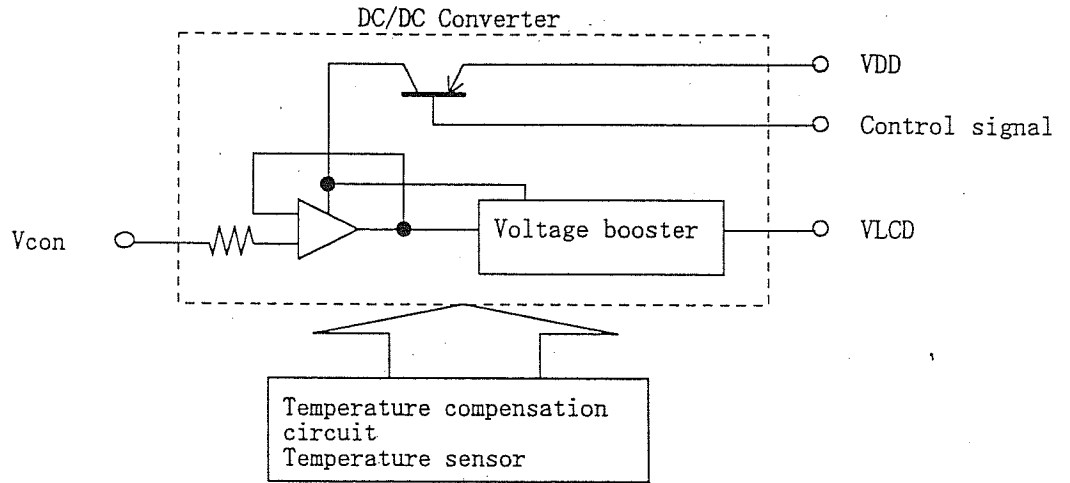 DC/DC Converter
VDD
Control signal
Vcon
Voltage booster
VLCD
Temperature compensation
circuit
Temperature sensor